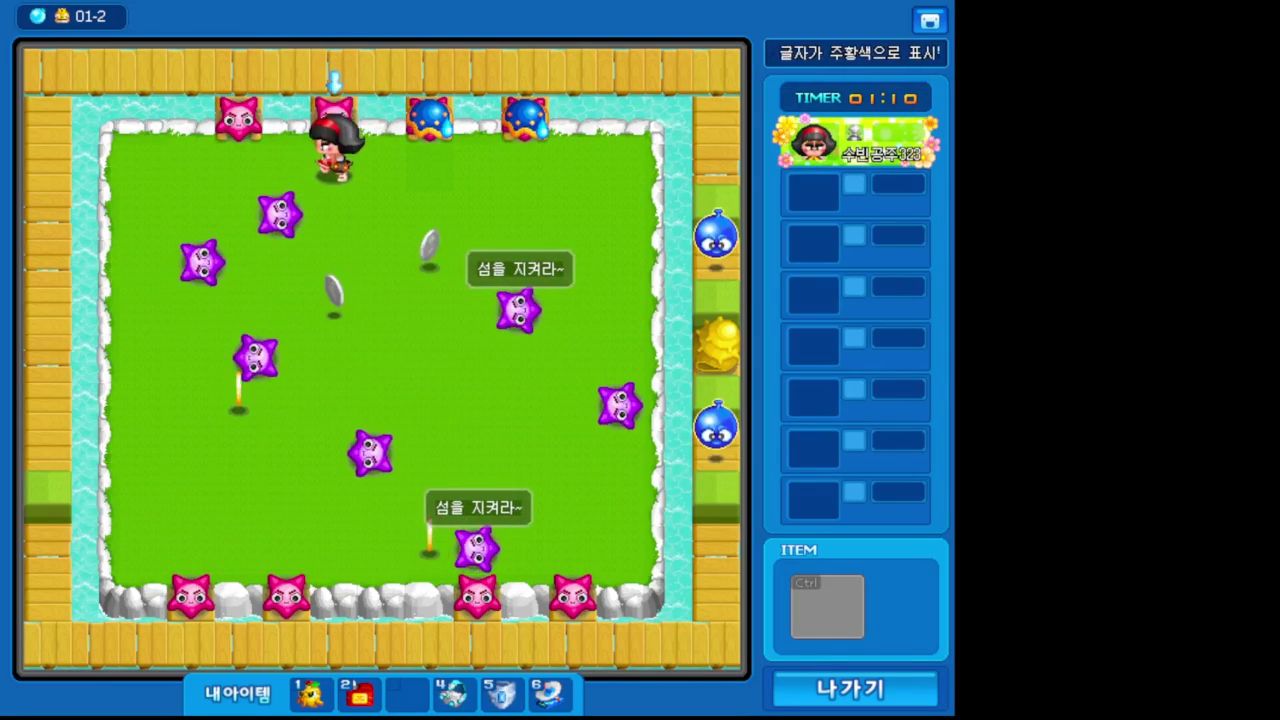 01-2
글자가 주황색으로 표시!
TIMER 01:10
수빈공주323
섬을 지켜라~
섬을 지켜라~
ITEM
Ctrl
나가기
내아이템
1
2
4
5
6